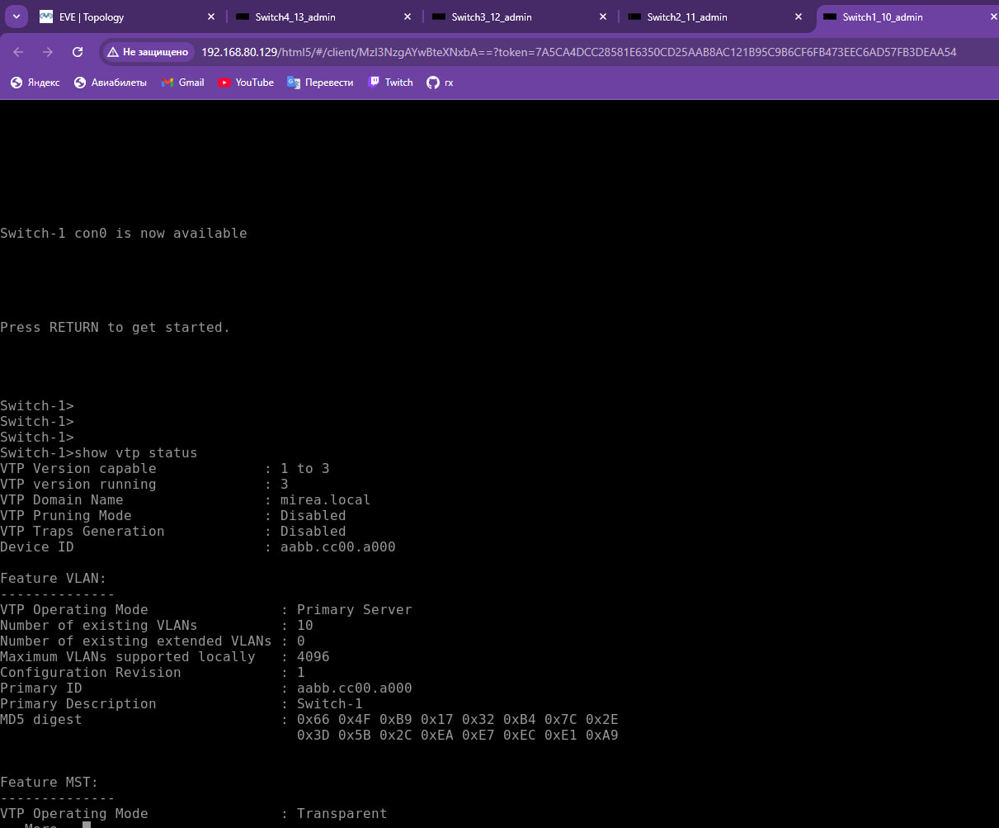 EVE | Topology
Switch4_13_admin
Switch3_12_admin
Switch2_11_admin
Switch1_10_admin
Не защищено 192.168.80.129/html5/#/client/MzI3NzgAYwBteXNxbA==?token=7A5CA4DCC28581E6350CD25AAB8AC121B95C9B6CF6FB473EEC6AD57FB3DEAA54
Яндекс Авиабилеты Gmail YouTube Перевести Twitch rx
Switch-1 con0 is now available
Press RETURN to get started.
Switch-1>
Switch-1>
Switch-1>
Switch-1>show vtp status
VTP Version capable : 1 to 3
VTP version running : 3
VTP Domain Name : mirea.local
VTP Pruning Mode : Disabled
VTP Traps Generation : Disabled
Device ID : aabb.cc00.a000
Feature VLAN:
--------------
VTP Operating Mode : Primary Server
Number of existing VLANs : 10
Number of existing extended VLANs : 0
Maximum VLANs supported locally : 4096
Configuration Revision : 1
Primary ID : aabb.cc00.a000
Primary Description : Switch-1
MD5 digest : 0x66 0x4F 0xB9 0x17 0x32 0xB4 0x7C 0x2E
0x3D 0x5B 0x2C 0xEA 0xE7 0xEC 0xE1 0xA9
Feature MST:
--------------
VTP Operating Mode : Transparent
--More--